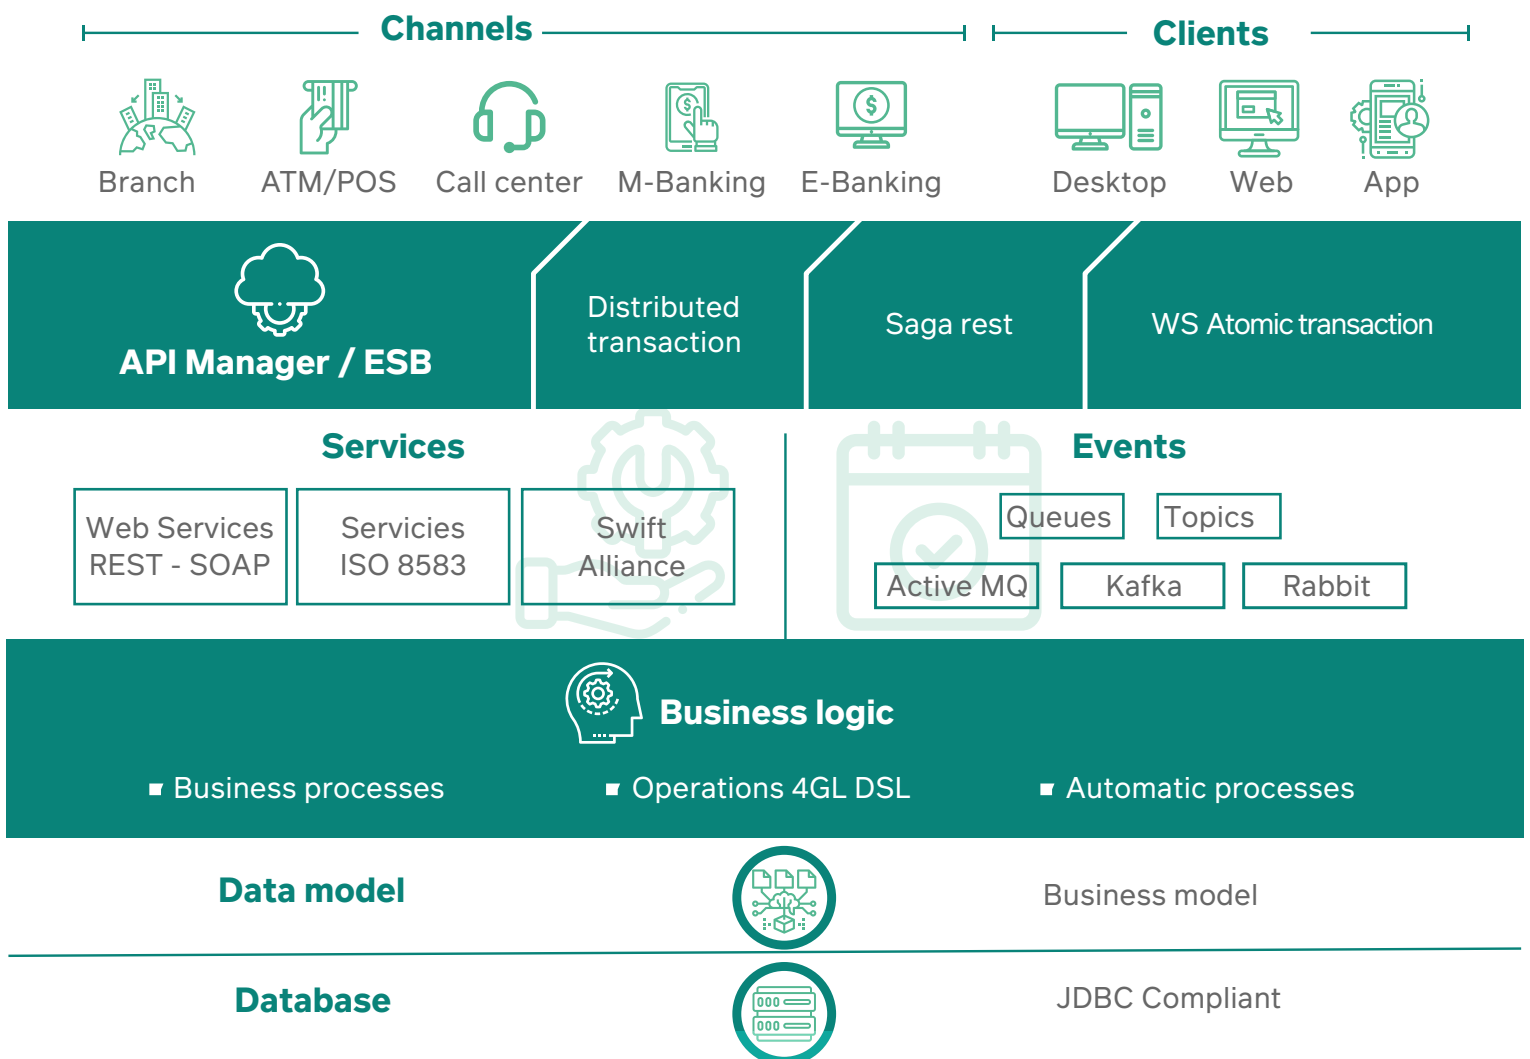 Channels
Clients
Branch
ATM/POS
Call center
M-Banking
E-Banking
Desktop
Web
App
API Manager / ESB
Distributed
transaction
Saga rest
WS Atomic transaction
Services
Web Services
REST - SOAP
Servicies
ISO 8583
Swift
Alliance
Events
Queues
Topics
Active MQ
Kafka
Rabbit
Business logic
Business processes
Operations 4GL DSL
Automatic processes
Data model
Business model
Database
JDBC Compliant